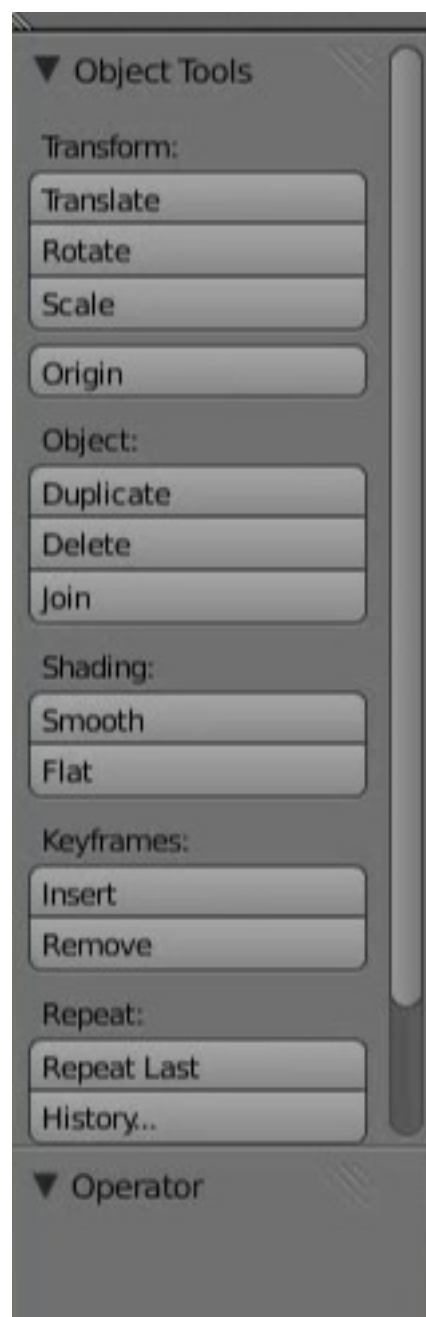 Object Tools
Transform:
Translate
Rotate
Scale
Origin
Object:
Duplicate
Delete
Join
Shading:
Smooth
Flat
Keyframes:
Insert
Remove
Repeat:
Repeat Last
History...
Operator